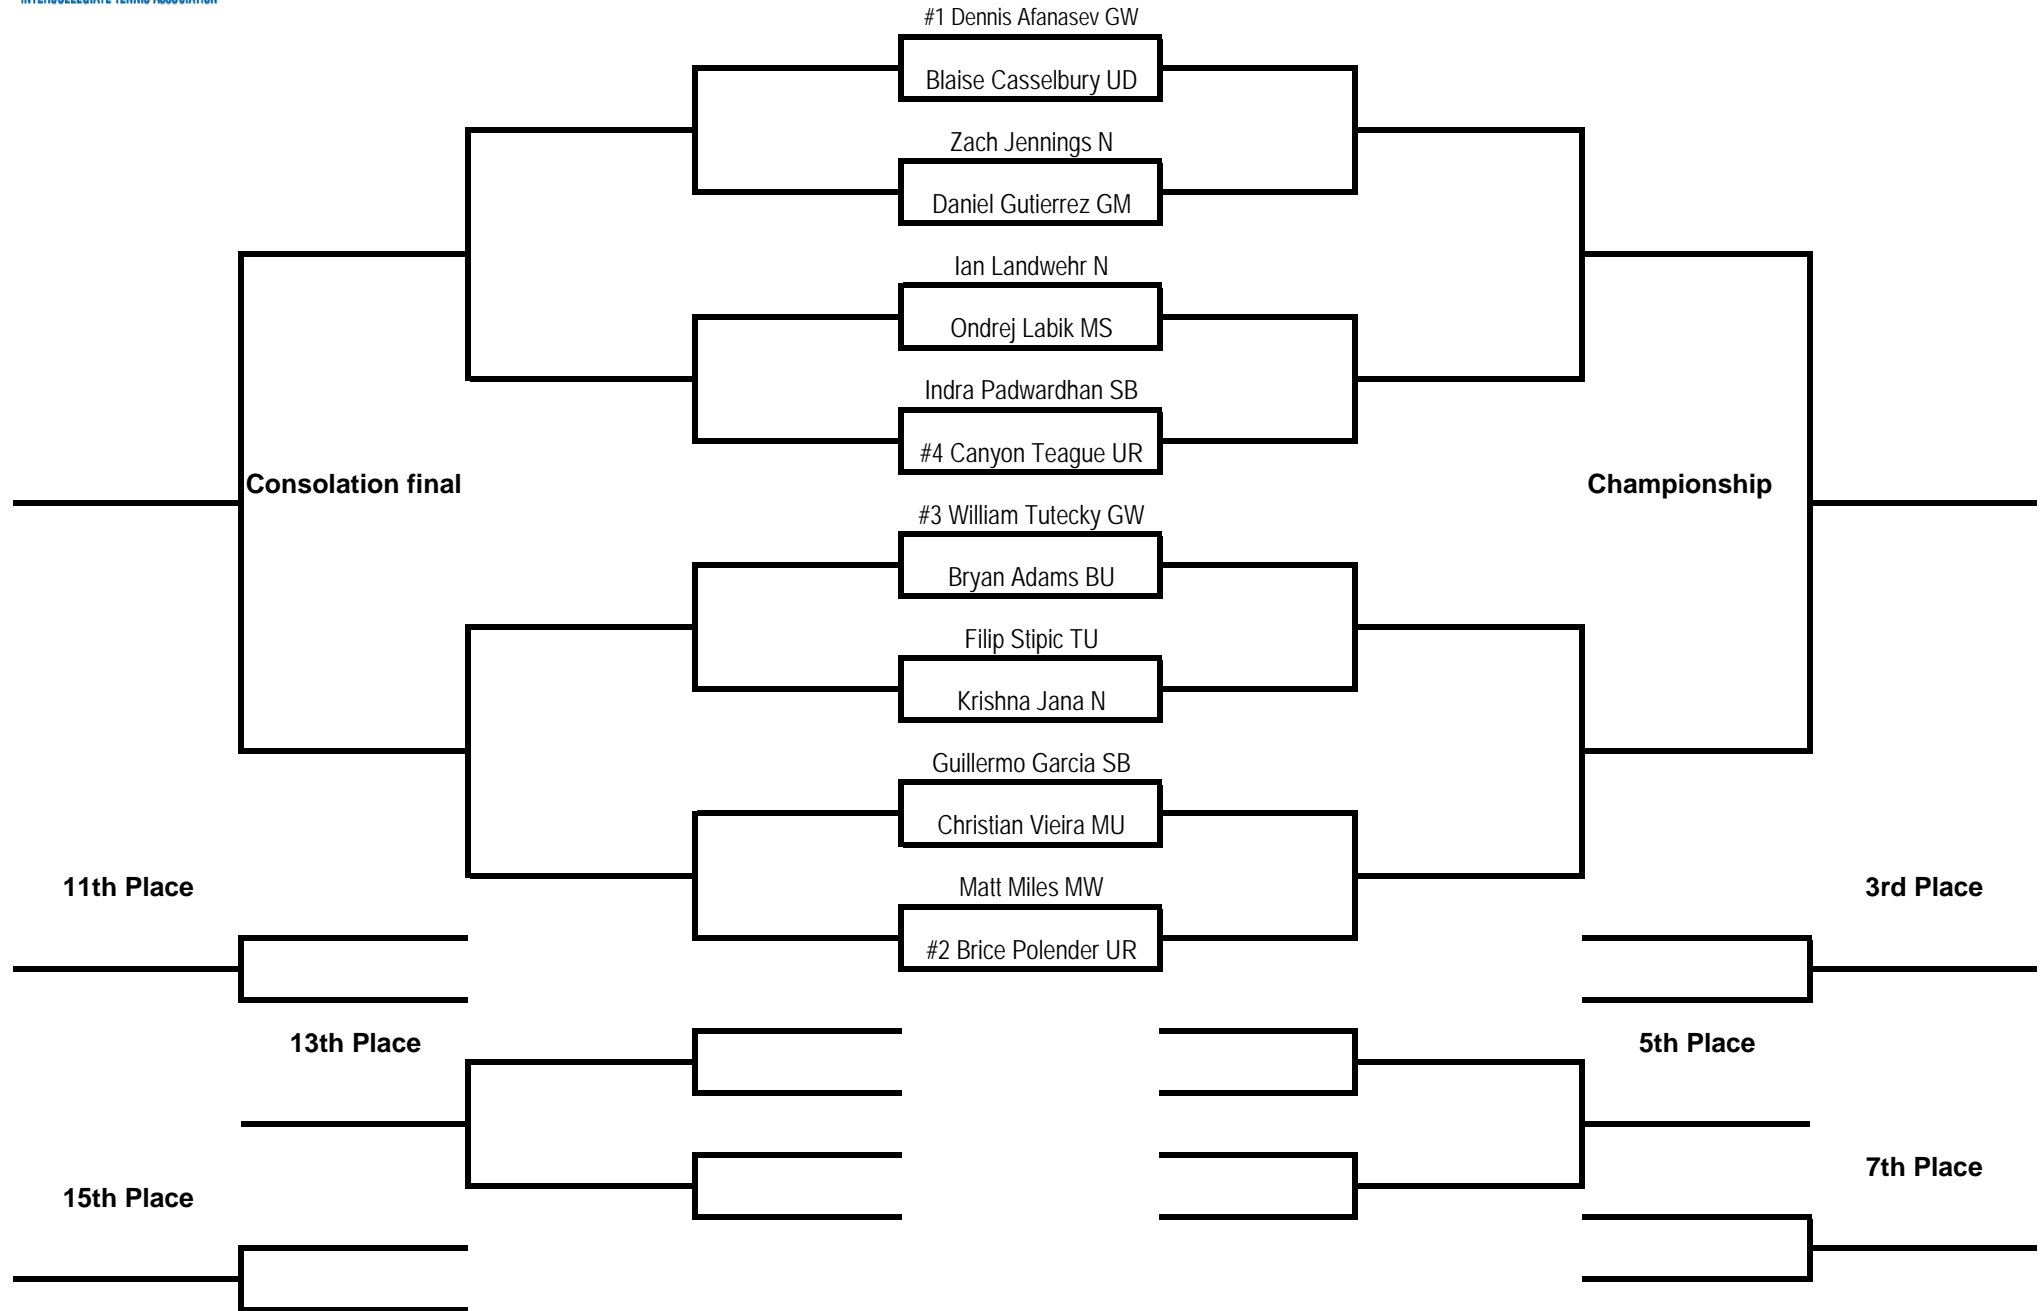 INTERCOLLEGIATE TENNIS ASSOCIATION
#1 Dennis Afanasev GW
Blaise Casselbury UD
Zach Jennings N
Daniel Gutierrez GM
Ian Landwehr N
Ondrej Labik MS
Indra Padwardhan SB
#4 Canyon Teague UR
Consolation final
Championship
#3 William Tutecky GW
Bryan Adams BU
Filip Stipic TU
Krishna Jana N
Guillermo Garcia SB
Christian Vieira MU
11th Place
Matt Miles MW
3rd Place
#2 Brice Polender UR
13th Place
5th Place
7th Place
15th Place